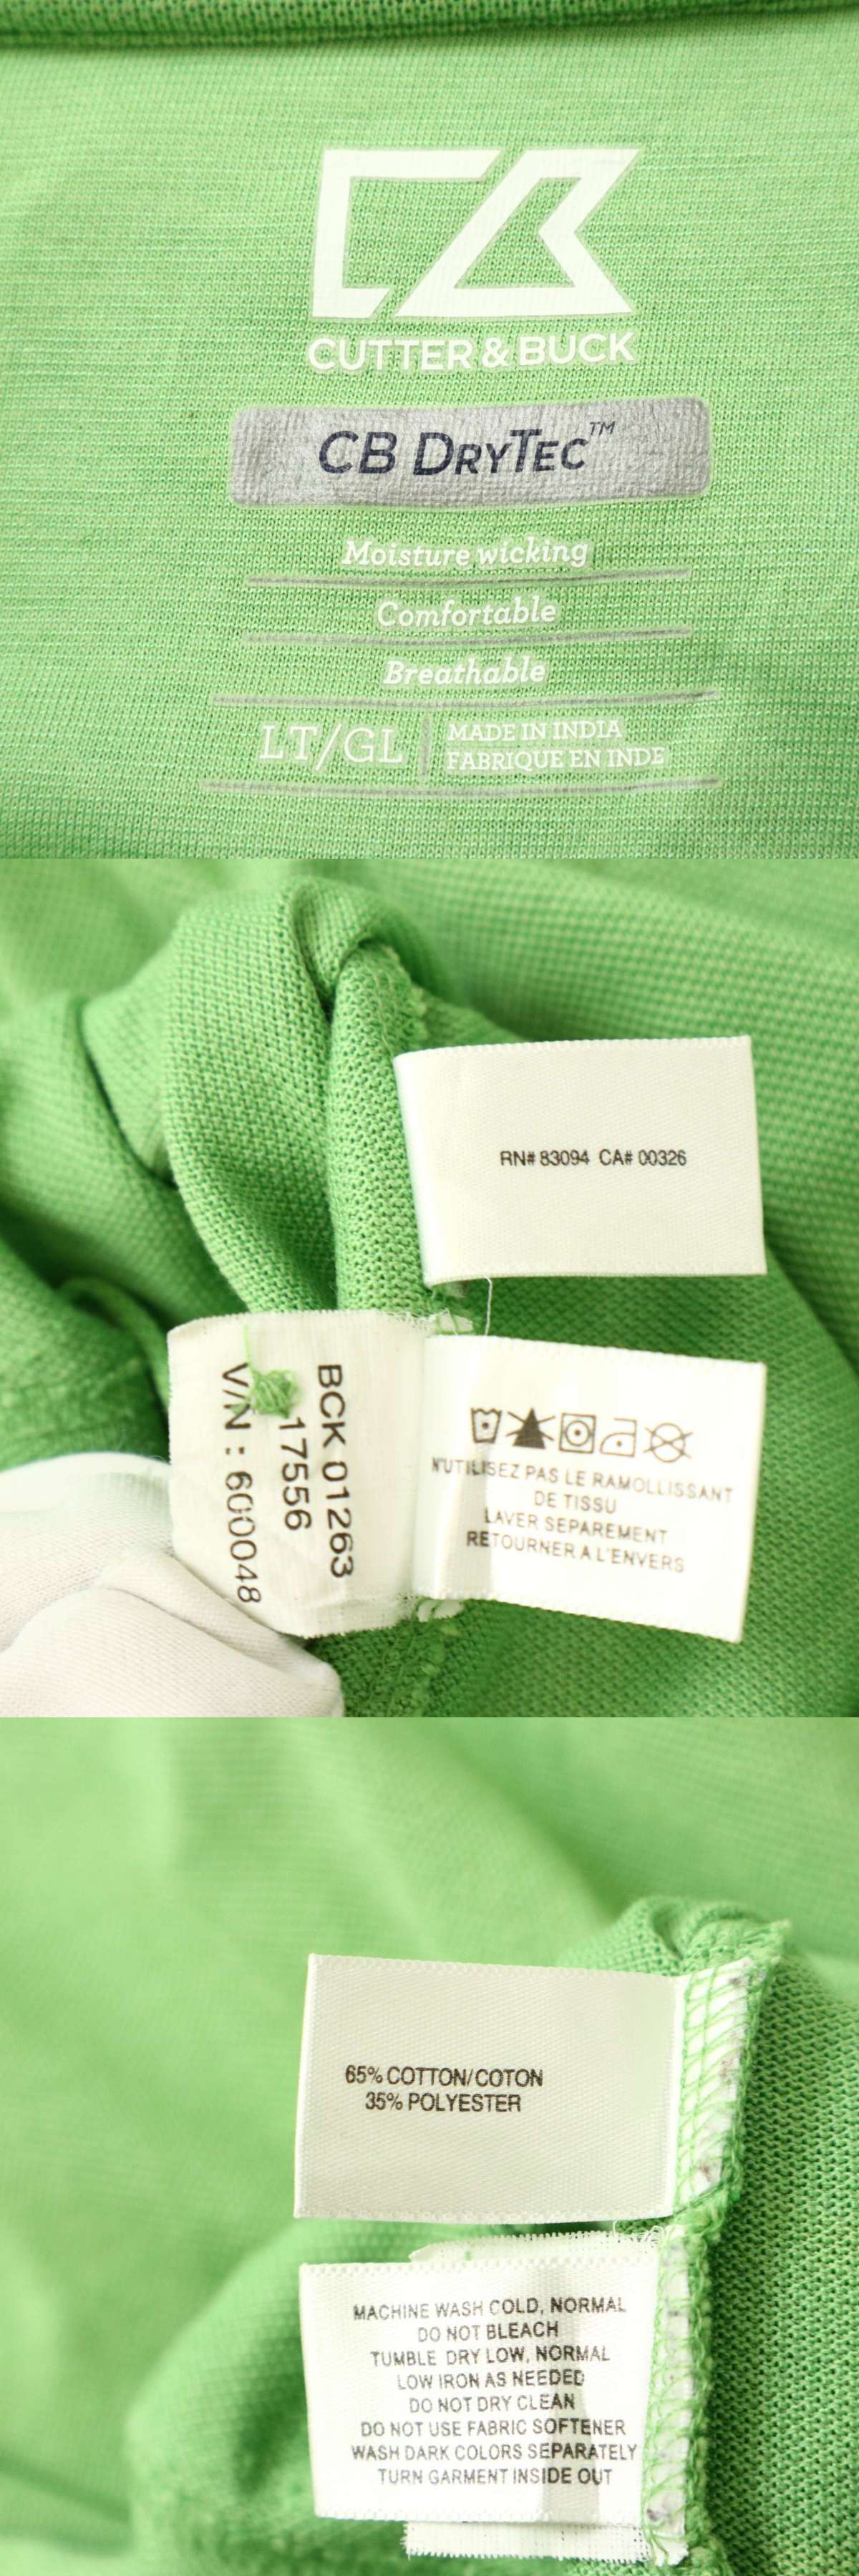 CUTTER & BUCK
CB DRYTEC™
Moisture wicking
Comfortable
Breathable
LT/GL
MADE IN INDIA
FABRIQUE EN INDE
RN# 83094 CA# 00326
BCK 01263
17556
V/N : 600048
N'UTILISEZ PAS LE RAMOLLISSANT
DE TISSU
LAVER SEPAREMENT
RETOURNER A L'ENVERS
65% COTTON/COTON
35% POLYESTER
MACHINE WASH COLD, NORMAL
DO NOT BLEACH
TUMBLE DRY LOW, NORMAL
LOW IRON AS NEEDED
DO NOT DRY CLEAN
DO NOT USE FABRIC SOFTENER
WASH DARK COLORS SEPARATELY
TURN GARMENT INSIDE OUT